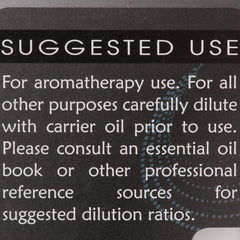 SUGGESTED USE
For aromatherapy use. For all
other purposes carefully dilute
with carrier oil prior to use.
Please consult an essential oil
book or other professional
reference sources for
suggested dilution ratios.